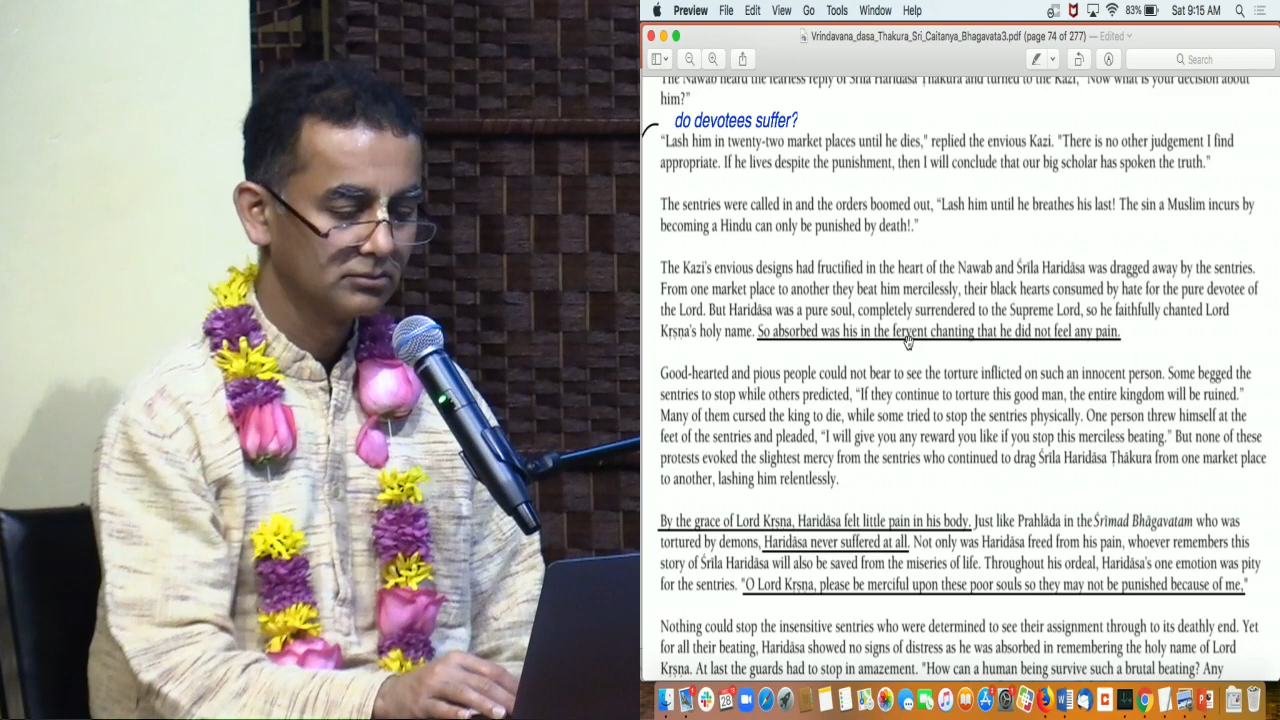 Preview File Edit View Go Tools Window Help 83% Sat 9:15 AM
Vrindavana_dasa_Thakura_Sri_Caitanya_Bhagavata3.pdf (page 74 of 277) — Edited
Search
The Nawab heard the fearless reply of Srila Haridasa Thakura and turned to the Kazi, "Now what is your decision about
him?"
do devotees suffer?
"Lash him in twenty-two market places until he dies," replied the envious Kazi. "There is no other judgement I find
appropriate. If he lives despite the punishment, then I will conclude that our big scholar has spoken the truth."
The sentries were called in and the orders boomed out, "Lash him until he breathes his last! The sin a Muslim incurs by
becoming a Hindu can only be punished by death!."
The Kazi's envious designs had fructified in the heart of the Nawab and Śrīla Haridāsa was dragged away by the sentries.
From one market place to another they beat him mercilessly, their black hearts consumed by hate for the pure devotee of
the Lord. But Haridāsa was a pure soul, completely surrendered to the Supreme Lord, so he faithfully chanted Lord
Kṛṣṇa's holy name. So absorbed was his in the fervent chanting that he did not feel any pain.
Good-hearted and pious people could not bear to see the torture inflicted on such an innocent person. Some begged the
sentries to stop while others predicted, "If they continue to torture this good man, the entire kingdom will be ruined."
Many of them cursed the king to die, while some tried to stop the sentries physically. One person threw himself at the
feet of the sentries and pleaded, "I will give you any reward you like if you stop this merciless beating." But none of these
protests evoked the slightest mercy from the sentries who continued to drag Śrīla Haridāsa Ṭhākura from one market place
to another, lashing him relentlessly.
By the grace of Lord Kṛṣṇa, Haridāsa felt little pain in his body. Just like Prahlāda in the Śrīmad Bhāgavatam who was
tortured by demons, Haridāsa never suffered at all. Not only was Haridāsa freed from his pain, whoever remembers this
story of Śrīla Haridāsa will also be saved from the miseries of life. Throughout his ordeal, Haridāsa's one emotion was pity
for the sentries. "O Lord Kṛṣṇa, please be merciful upon these poor souls so they may not be punished because of me,"
Nothing could stop the insensitive sentries who were determined to see their assignment through to its deathly end. Yet
for all their beating, Haridāsa showed no signs of distress as he was absorbed in remembering the holy name of Lord
Kṛṣṇa. At last the guards had to stop in amazement. "How can a human being survive such a brutal beating? Any